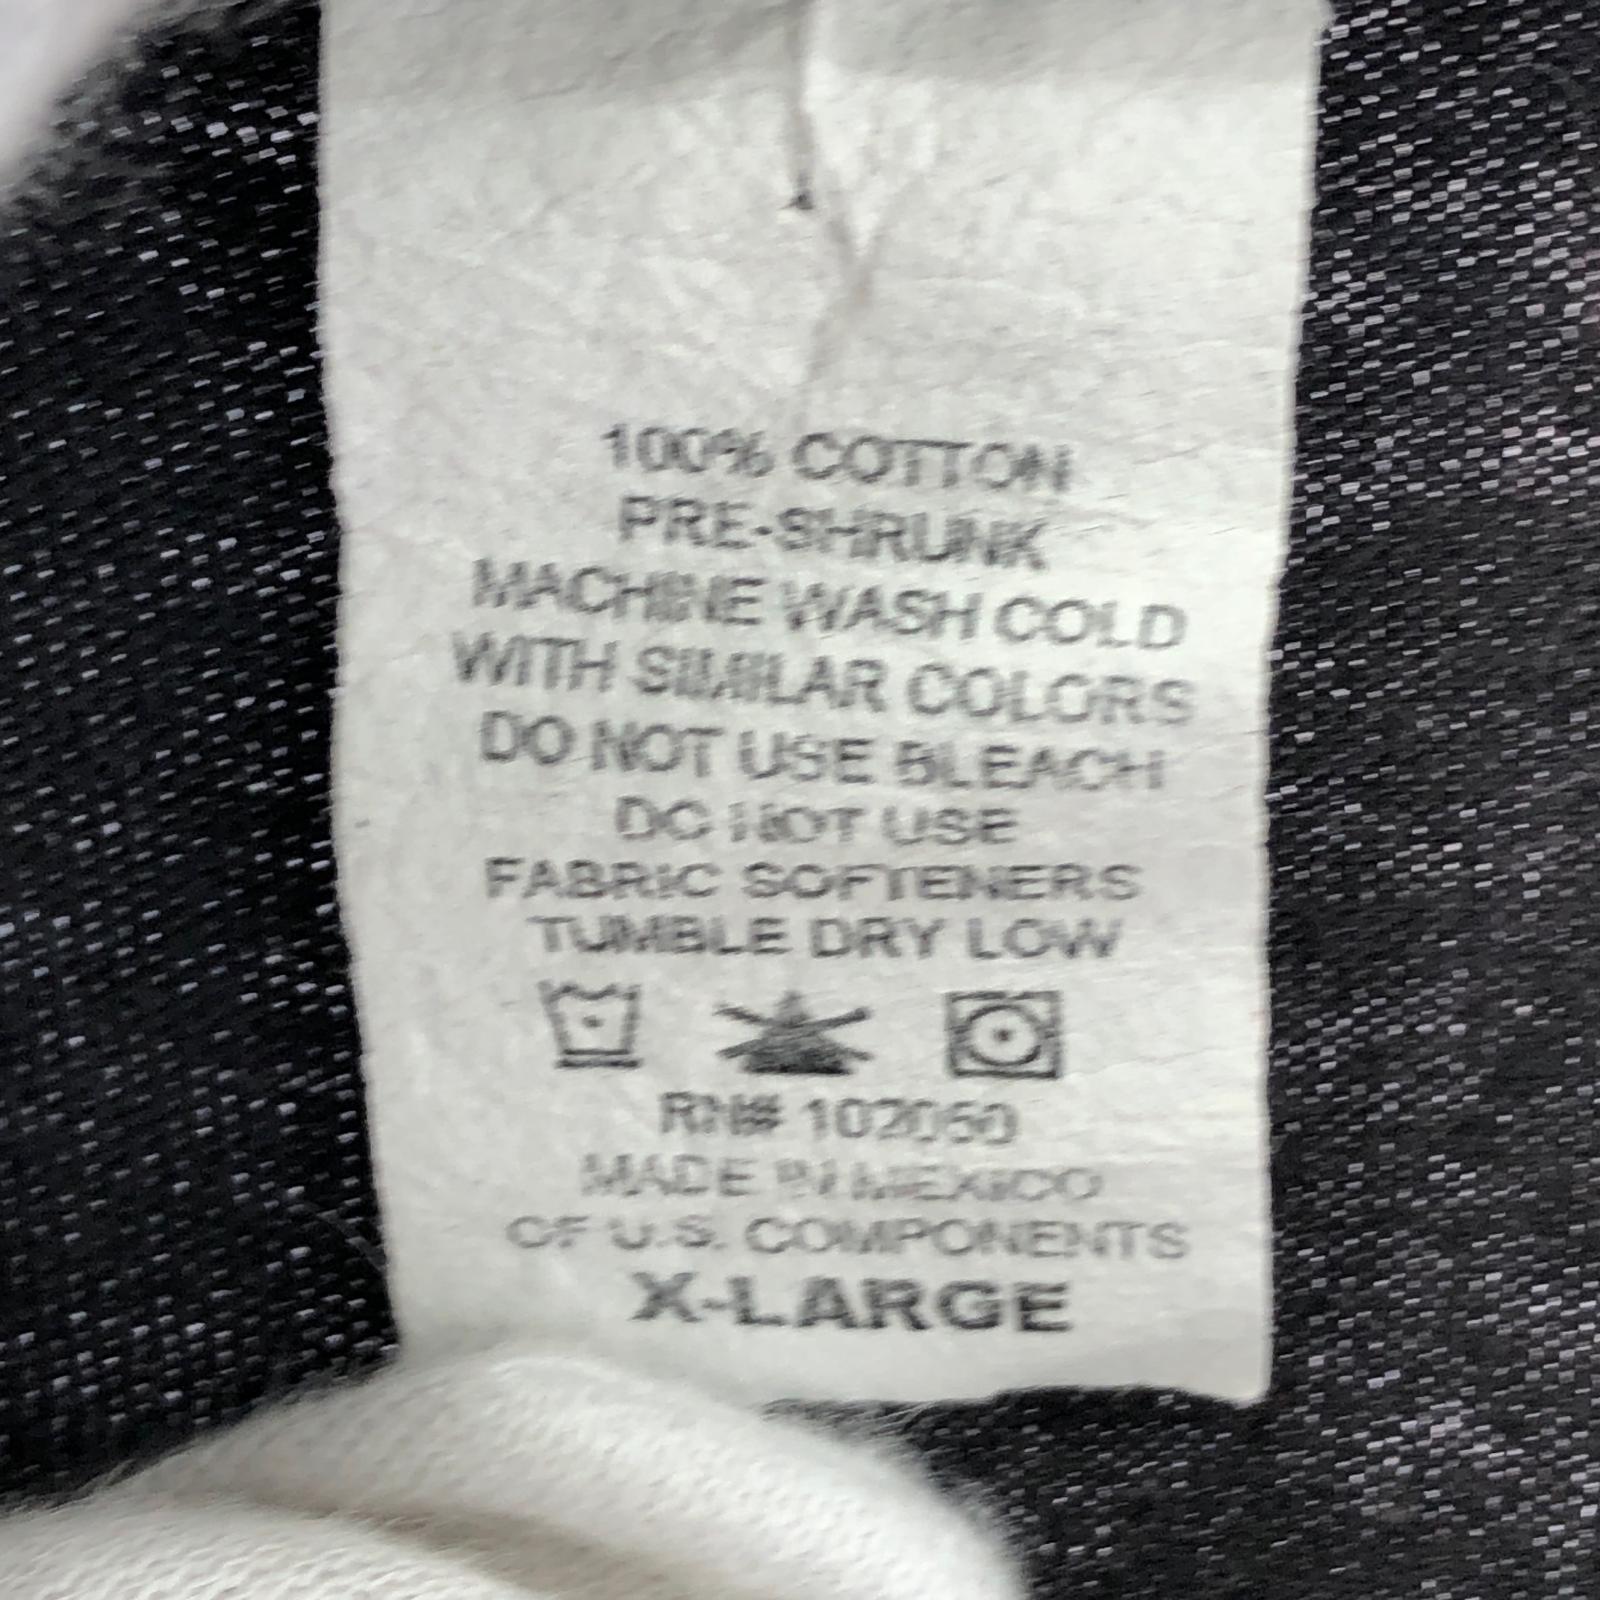 100% COTTON
PRE-SHRUNK
MACHINE WASH COLD
WITH SIMILAR COLORS
DO NOT USE BLEACH
DO NOT USE
FABRIC SOFTENERS
TUMBLE DRY LOW
RN# 102050
MADE IN MEXICO
OF U.S. COMPONENTS
X-LARGE